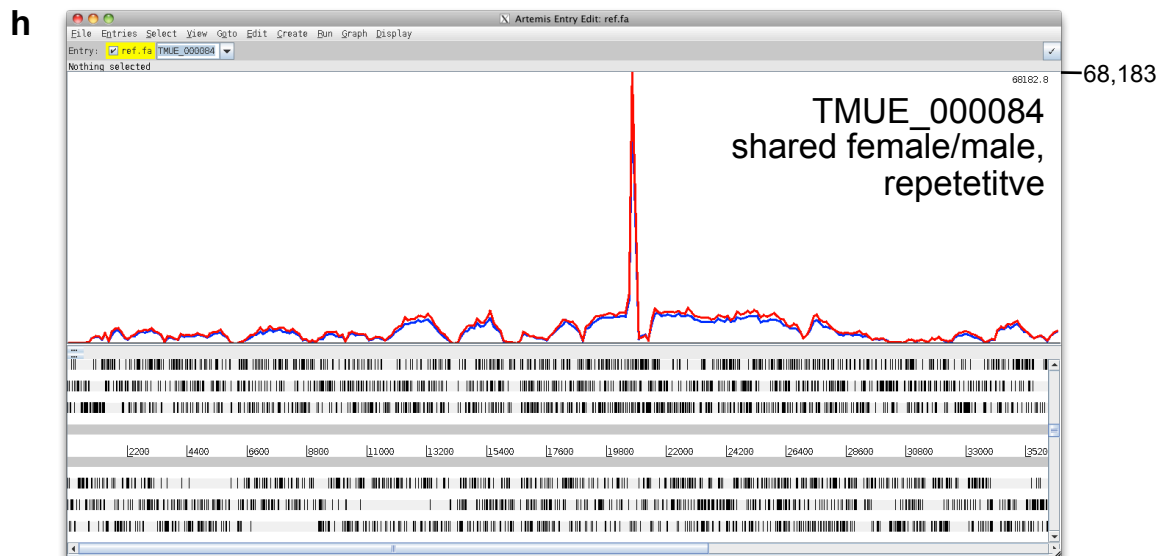 h
Artemis Entry Edit: ref.fa
File Entries Select View Goto Edit Create Run Graph Display
Entry: ref.fa TMUE_000084
Nothing selected
68182.8
68,183
TMUE_000084
shared female/male,
repetetitve
2200 4400 6600 8800 11000 13200 15400 17600 19800 22000 24200 26400 28600 30800 33000 3520